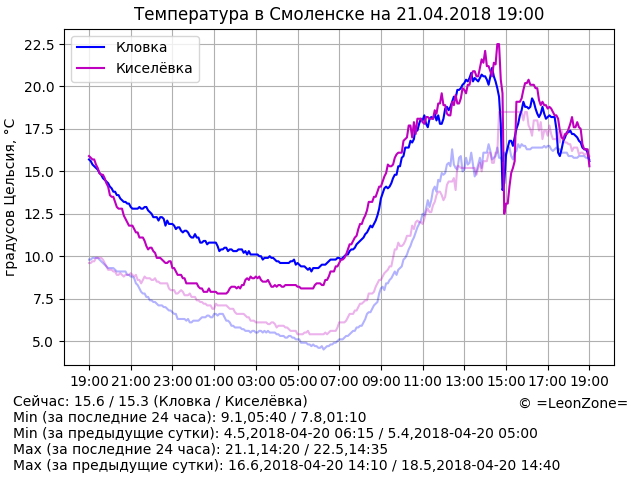 Температура в Смоленске на 21.04.2018 19:00
Кловка
Киселёвка
градусов Цельсия, °C
22.5
20.0
17.5
15.0
12.5
10.0
7.5
5.0
19:00 21:00 23:00 01:00 03:00 05:00 07:00 09:00 11:00 13:00 15:00 17:00 19:00
Сейчас: 15.6 / 15.3 (Кловка / Киселёвка)
© =LeonZone=
Min (за последние 24 часа): 9.1,05:40 / 7.8,01:10
Min (за предыдущие сутки): 4.5,2018-04-20 06:15 / 5.4,2018-04-20 05:00
Max (за последние 24 часа): 21.1,14:20 / 22.5,14:35
Max (за предыдущие сутки): 16.6,2018-04-20 14:10 / 18.5,2018-04-20 14:40